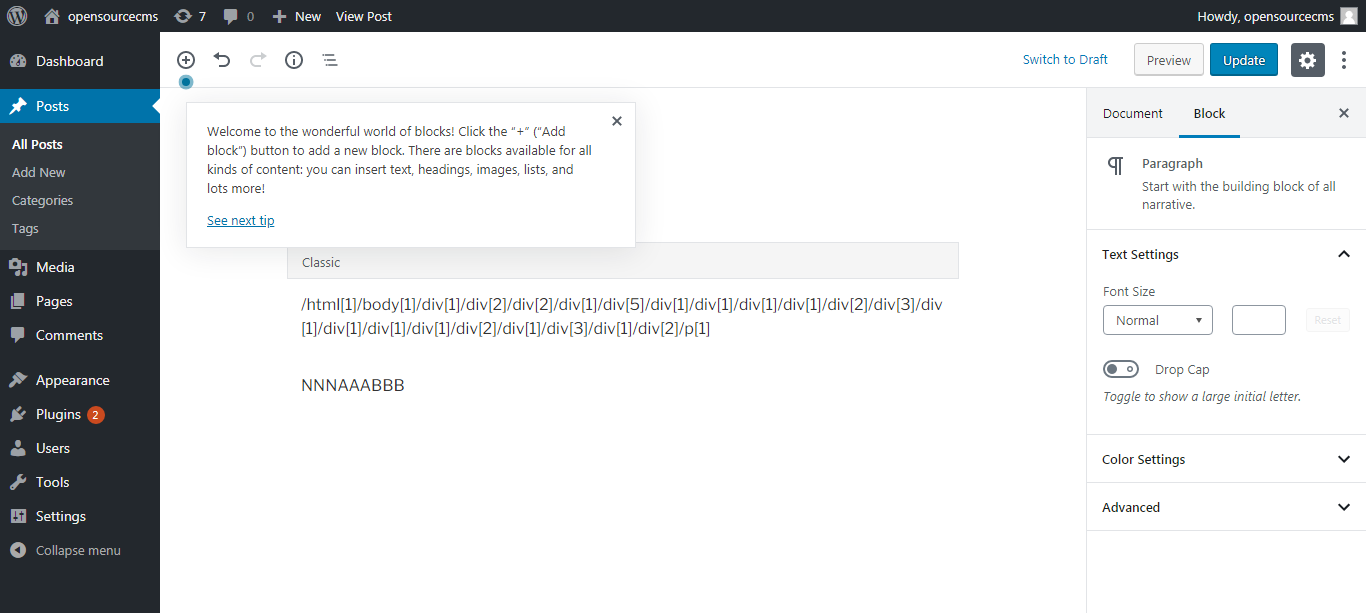 opensourcecms 7 0 New View Post Howdy, opensourcecms
Dashboard
Posts
All Posts
Add New
Categories
Tags
Media
Pages
Comments
Appearance
Plugins 2
Users
Tools
Settings
Collapse menu
Switch to Draft Preview Update
Welcome to the wonderful world of blocks! Click the “+” (“Add
block”) button to add a new block. There are blocks available for all
kinds of content: you can insert text, headings, images, lists, and
lots more!
See next tip
Classic
/html[1]/body[1]/div[1]/div[2]/div[2]/div[1]/div[5]/div[1]/div[1]/div[1]/div[1]/div[2]/div[3]/div
[1]/div[1]/div[1]/div[1]/div[2]/div[1]/div[3]/div[1]/div[2]/p[1]
NNNAAABBB
Document Block
Paragraph
Start with the building block of all
narrative.
Text Settings
Font Size
Normal Reset
Drop Cap
Toggle to show a large initial letter.
Color Settings
Advanced